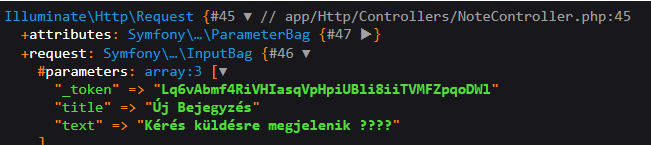 Illuminate\Http\Request {#45 ▼ // app/Http/Controllers/NoteController.php:45
+attributes: Symfony\…\ParameterBag {#47 ▶}
+request: Symfony\…\InputBag {#46 ▼
#parameters: array:3 [▼
"_token" => "Lq6vAbmf4RiVHIasqVpHpiUBli8iiTVMFZpqoDWl"
"title" => "Új Bejegyzés"
"text" => "Kérés küldésre megjelenik ????"
]